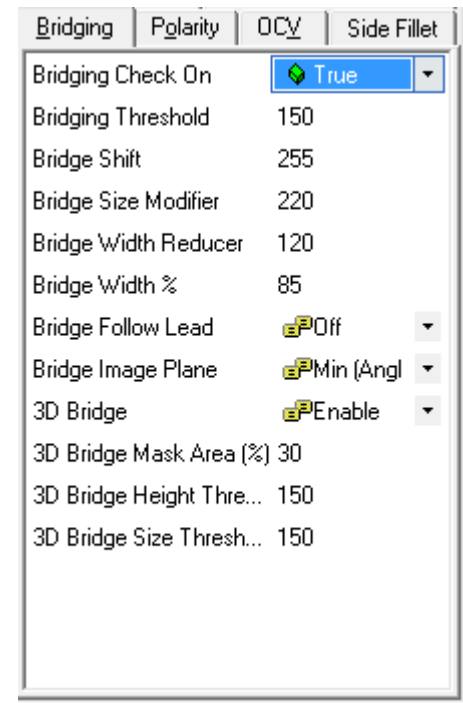 Bridging Polarity OCV Side Fillet
Bridging Check On True
Bridging Threshold 150
Bridge Shift 255
Bridge Size Modifier 220
Bridge Width Reducer 120
Bridge Width % 85
Bridge Follow Lead Off
Bridge Image Plane Min (Angl
3D Bridge Enable
3D Bridge Mask Area (%) 30
3D Bridge Height Thre... 150
3D Bridge Size Thresh... 150